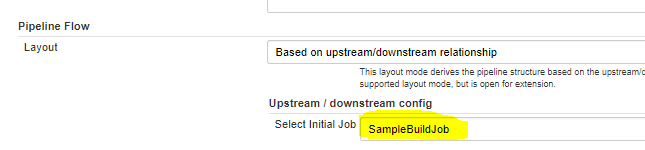 Pipeline Flow
Layout
Based on upstream/downstream relationship
This layout mode derives the pipeline structure based on the upstream/
supported layout mode, but is open for extension.
Upstream / downstream config
Select Initial Job
SampleBuildJob